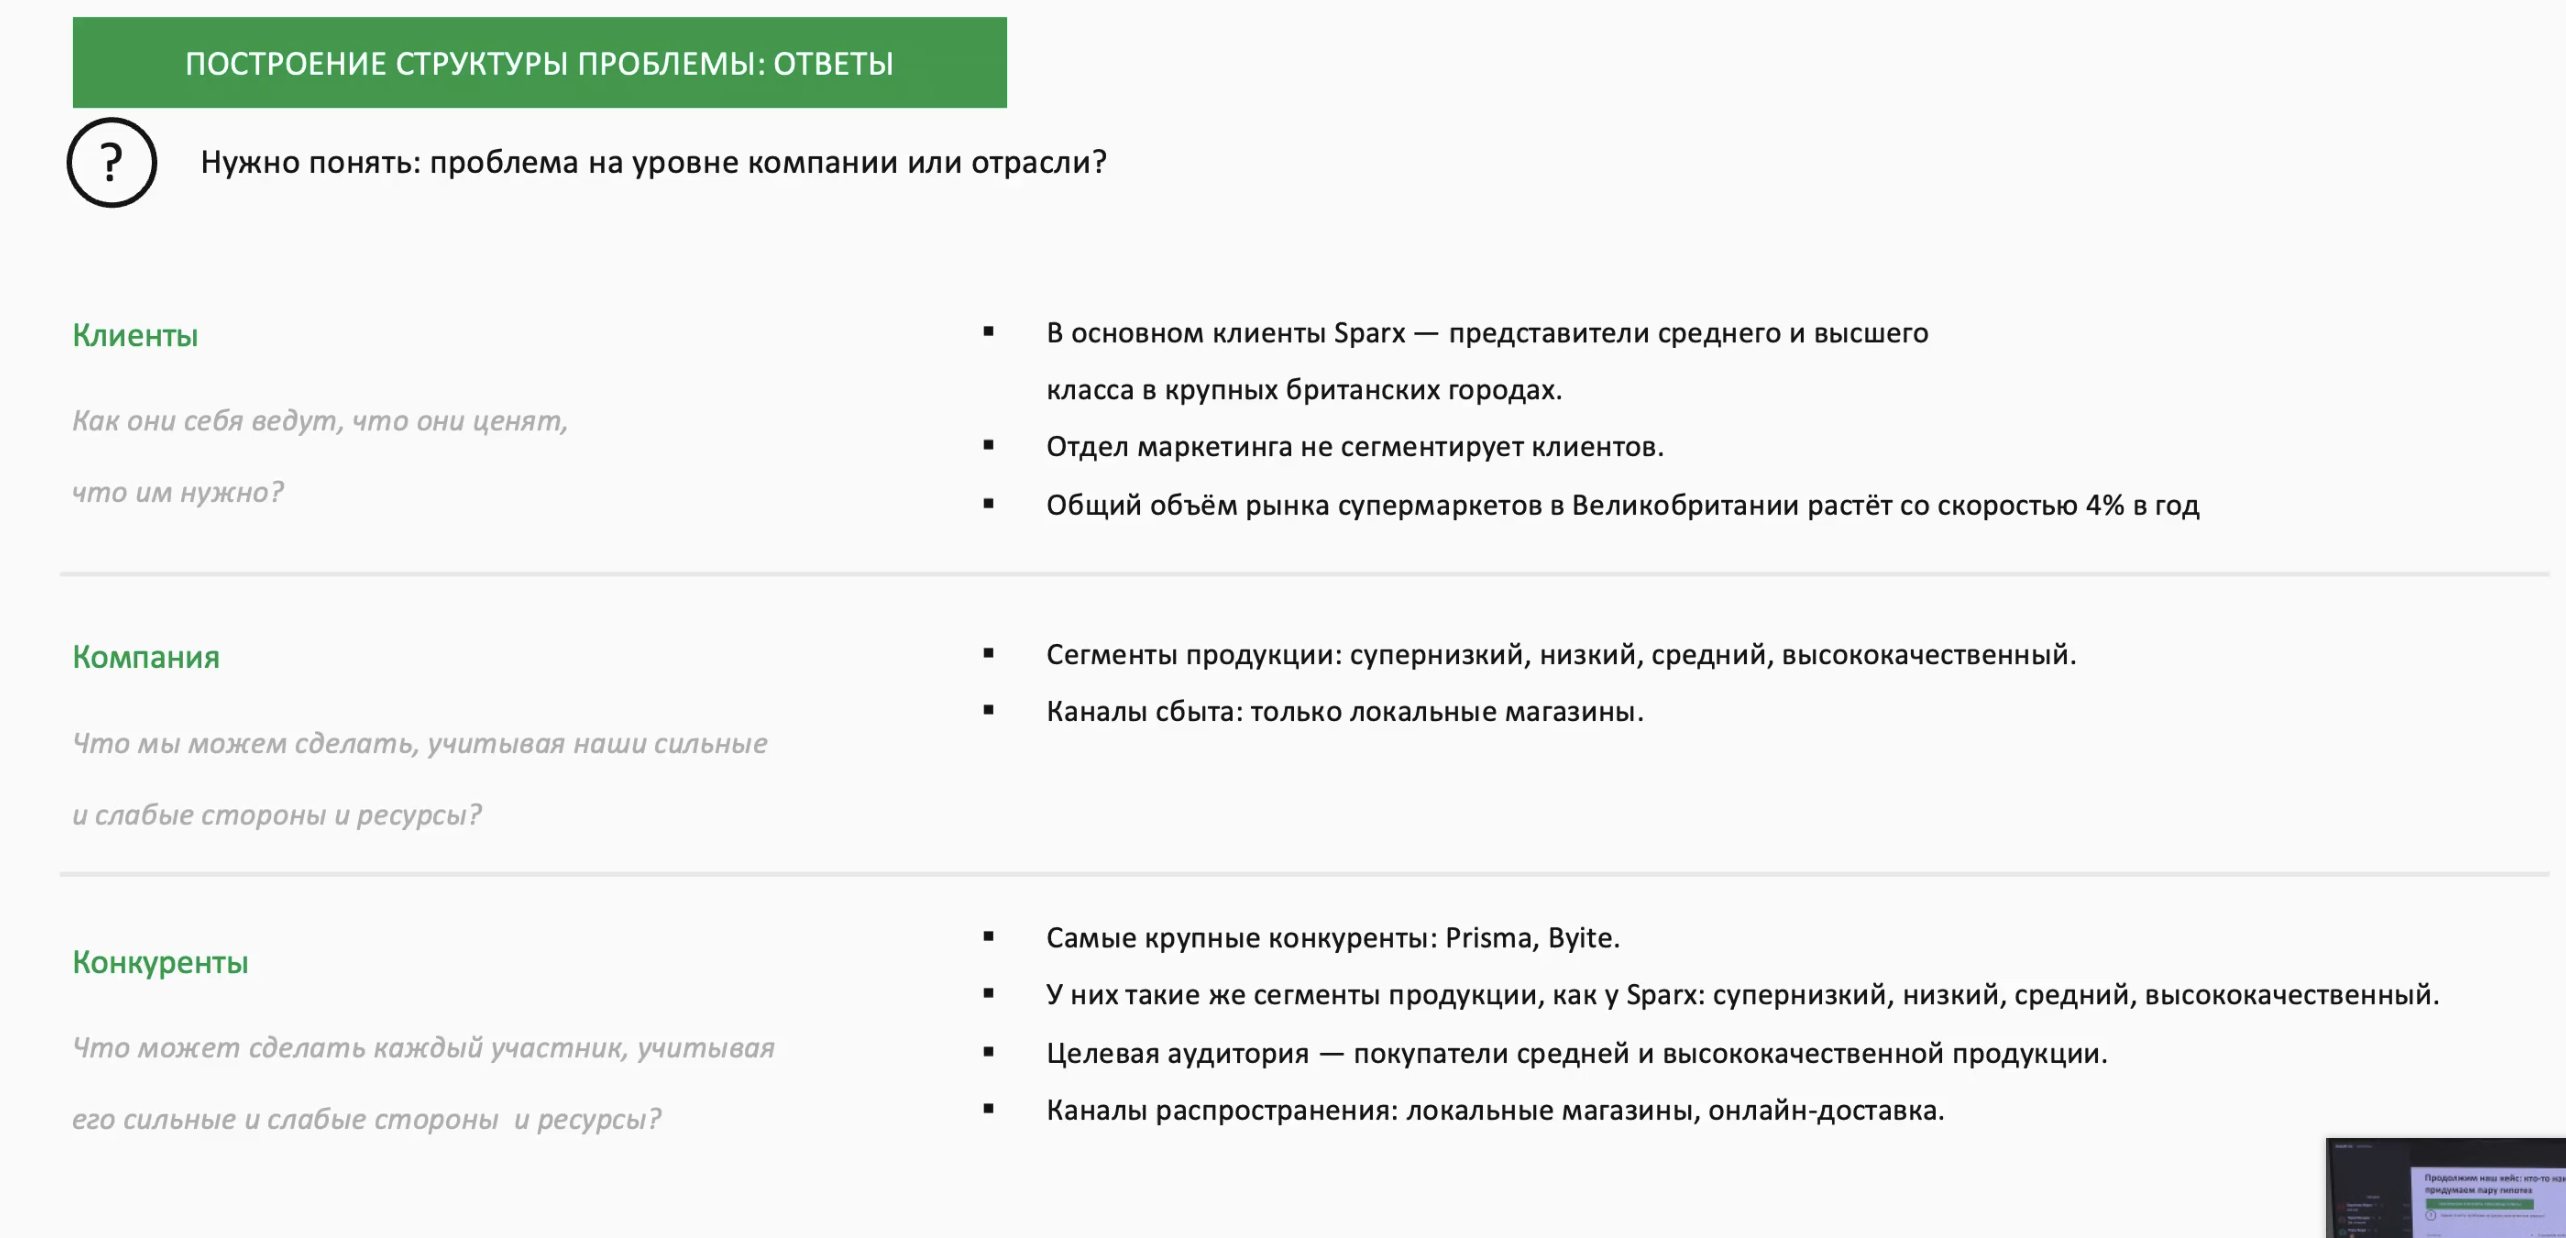 ПОСТРОЕНИЕ СТРУКТУРЫ ПРОБЛЕМЫ: ОТВЕТЫ
?
Нужно понять: проблема на уровне компании или отрасли?
Клиенты
Как они себя ведут, что они ценят,
что им нужно?
▪ В основном клиенты Sparx — представители среднего и высшего
класса в крупных британских городах.
▪ Отдел маркетинга не сегментирует клиентов.
▪ Общий объём рынка супермаркетов в Великобритании растёт со скоростью 4% в год
Компания
Что мы можем сделать, учитывая наши сильные
и слабые стороны и ресурсы?
▪ Сегменты продукции: супернизкий, низкий, средний, высококачественный.
▪ Каналы сбыта: только локальные магазины.
Конкуренты
Что может сделать каждый участник, учитывая
его сильные и слабые стороны и ресурсы?
▪ Самые крупные конкуренты: Prisma, Byite.
▪ У них такие же сегменты продукции, как у Sparx: супернизкий, низкий, средний, высококачественный.
▪ Целевая аудитория — покупатели средней и высококачественной продукции.
▪ Каналы распространения: локальные магазины, онлайн-доставка.
Продолжим наш кейс: кто-то
придумаем пару гипотез